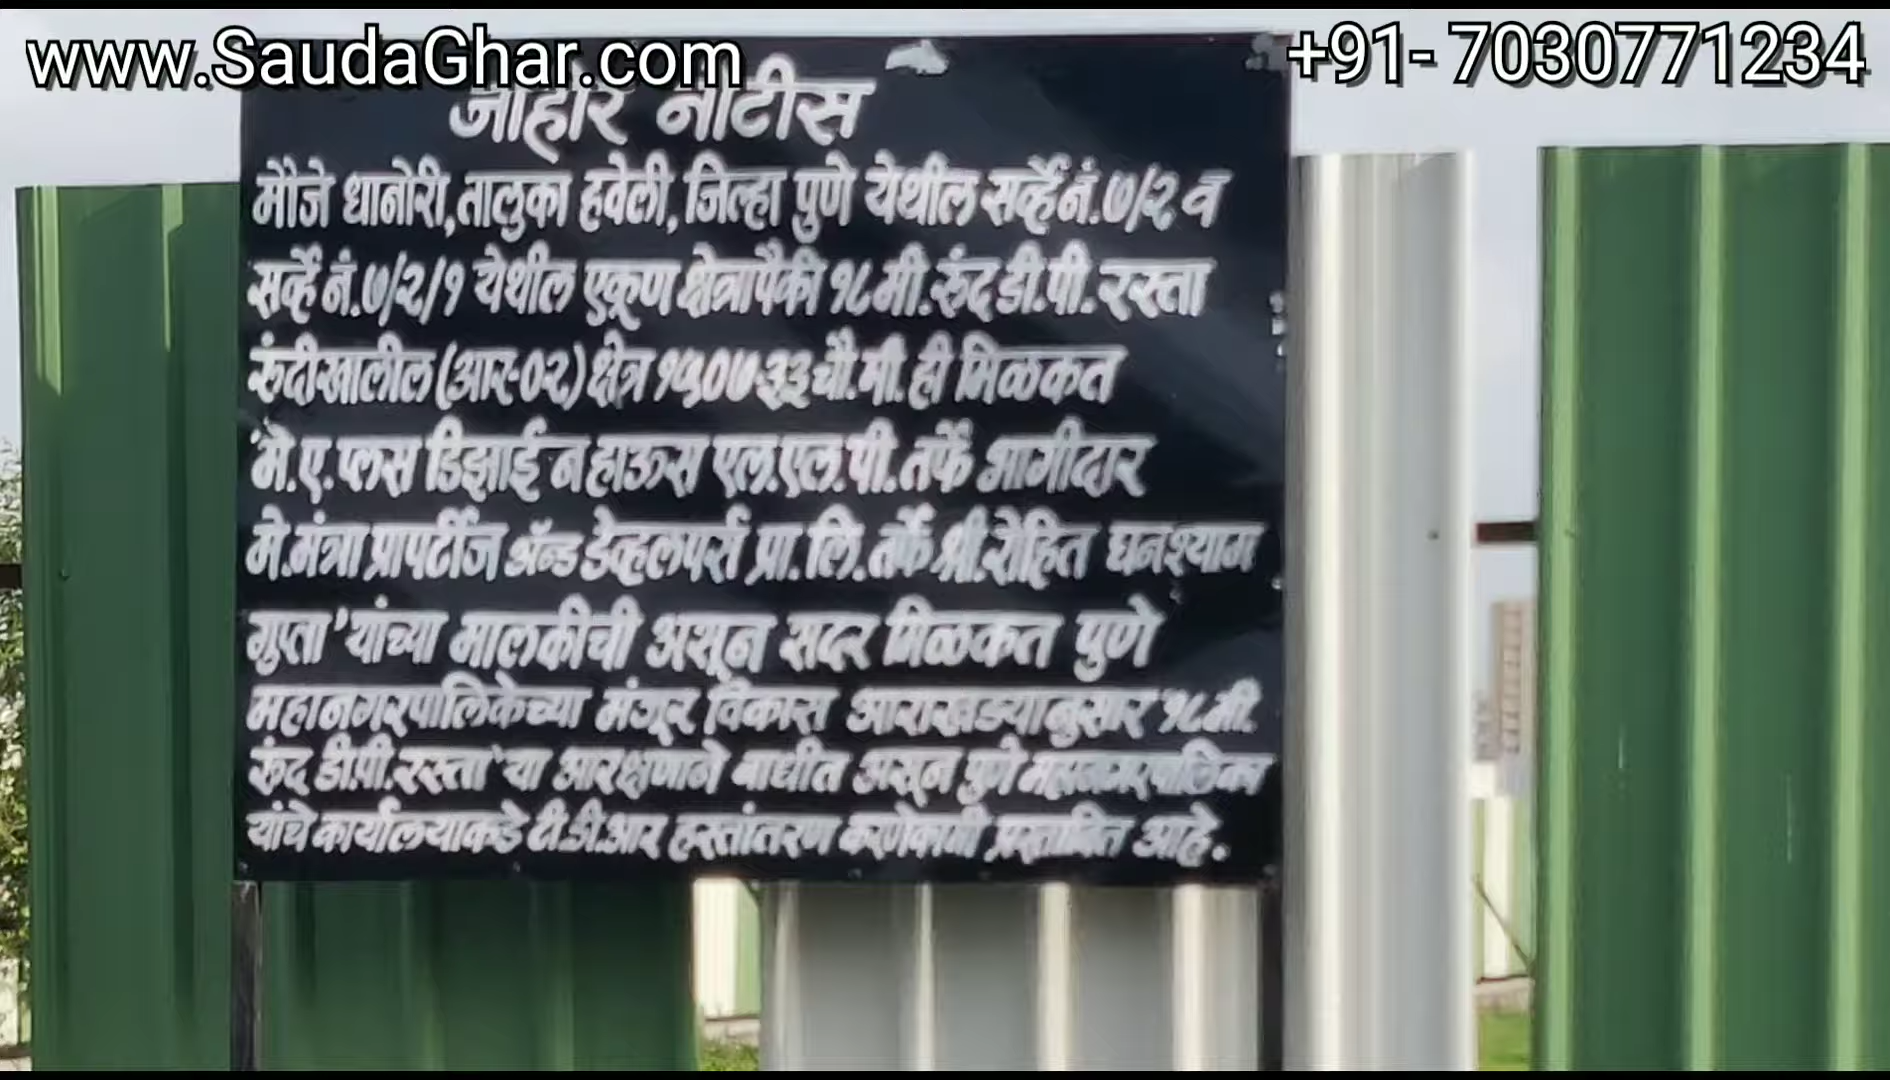 www.SaudaGhar.com
+91- 7030771234
जाहीर नोटीस
मौजे धानोरी, तालुका हवेली, जिल्हा पुणे येथील सर्व्हे नं. ७/२ व
सर्व्हे नं. ७/२/१ येथील एकूण क्षेत्रापैकी १८ मी. रुंद डी.पी. रस्ता
रुंदीखालील (आर-०२) क्षेत्र १५०७.३३ चौ.मी. ही मिळकत
मे. ए. प्लस डिझाईन हाऊस एल.एल.पी. तर्फे भागीदार
मे. मंत्रा प्रापर्टीज ॲन्ड डेव्हलपर्स प्रा. लि. तर्फे श्री. रोहित घनश्याम
गुप्ता' यांच्या मालकीची असून सदर मिळकत पुणे
महानगरपालिकेच्या मंजूर विकास आराखड्यानुसार '१८ मी.
रुंद डी.पी. रस्ता' या आरक्षणाने बाधीत असून पुणे महानगरपालिका
यांचे कार्यालयाकडे टी.डी.आर हस्तांतरण करणेकामी प्रस्तावित आहे.